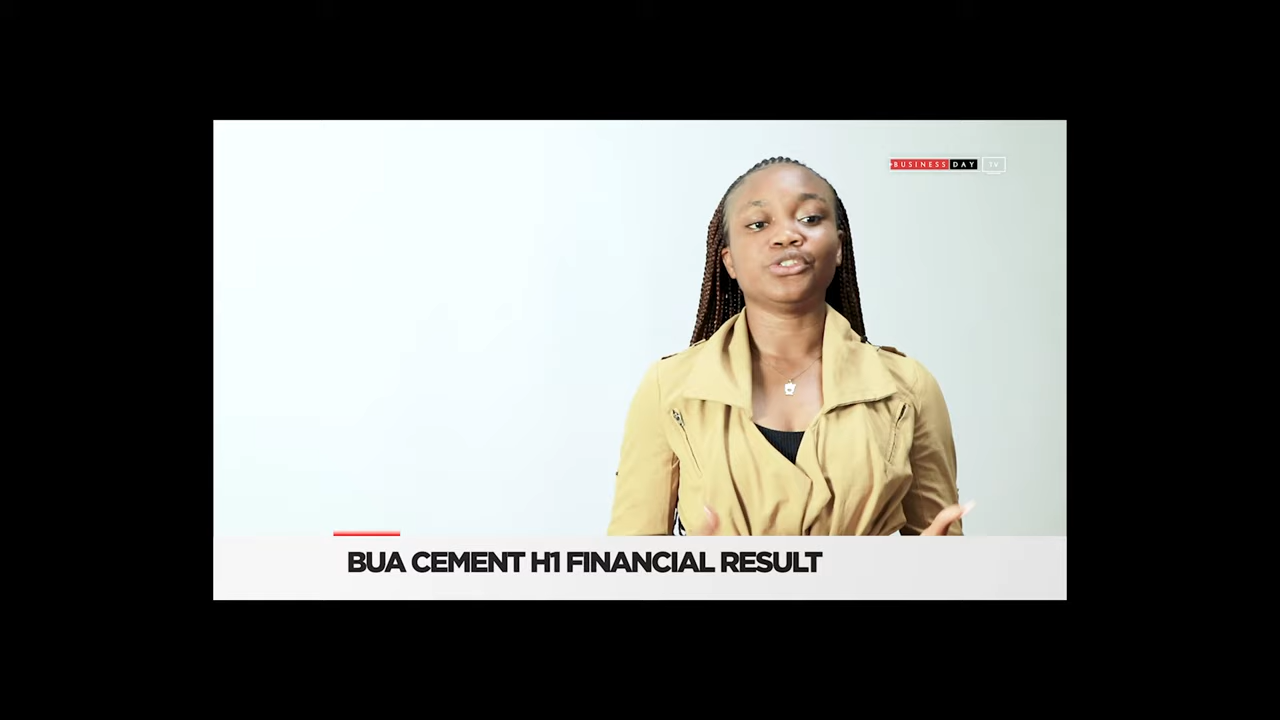 BUSINESS DAY TV
BUA CEMENT H1 FINANCIAL RESULT